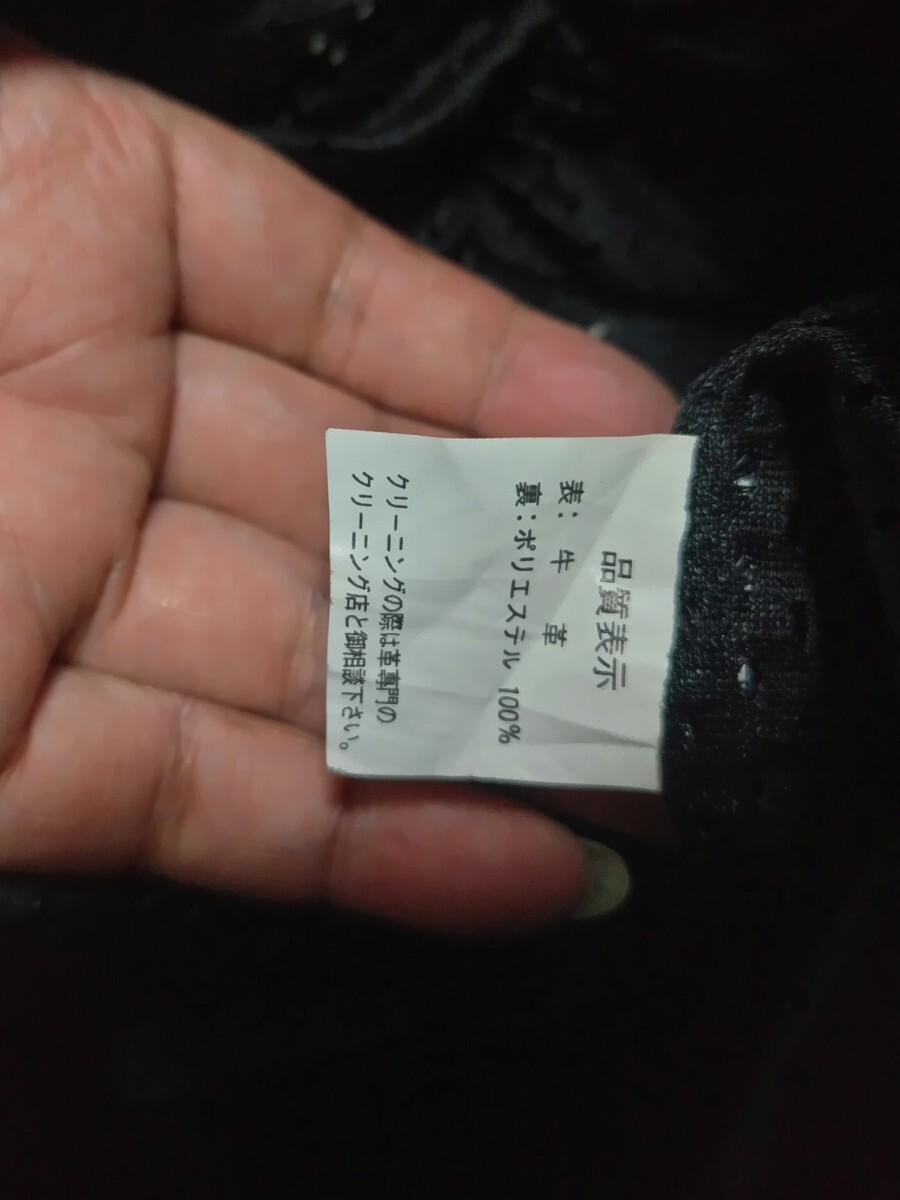 品質表示
表: 牛革
裏:ポリエステル 100%
クリーニングの際は革専門の
クリーニング店と御相談下さい。